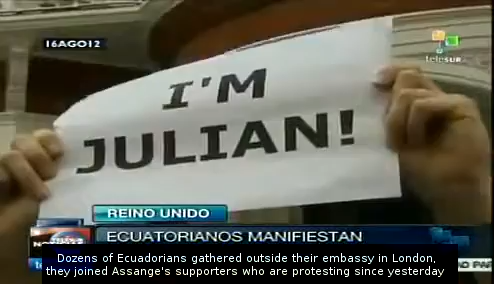 16AGO12
teleSUR
I'M
JULIAN!
REINO UNIDO
ECUATORIANOS MANIFIESTAN
Dozens of Ecuadorians gathered outside their embassy in London,
they joined Assange's supporters who are protesting since yesterday